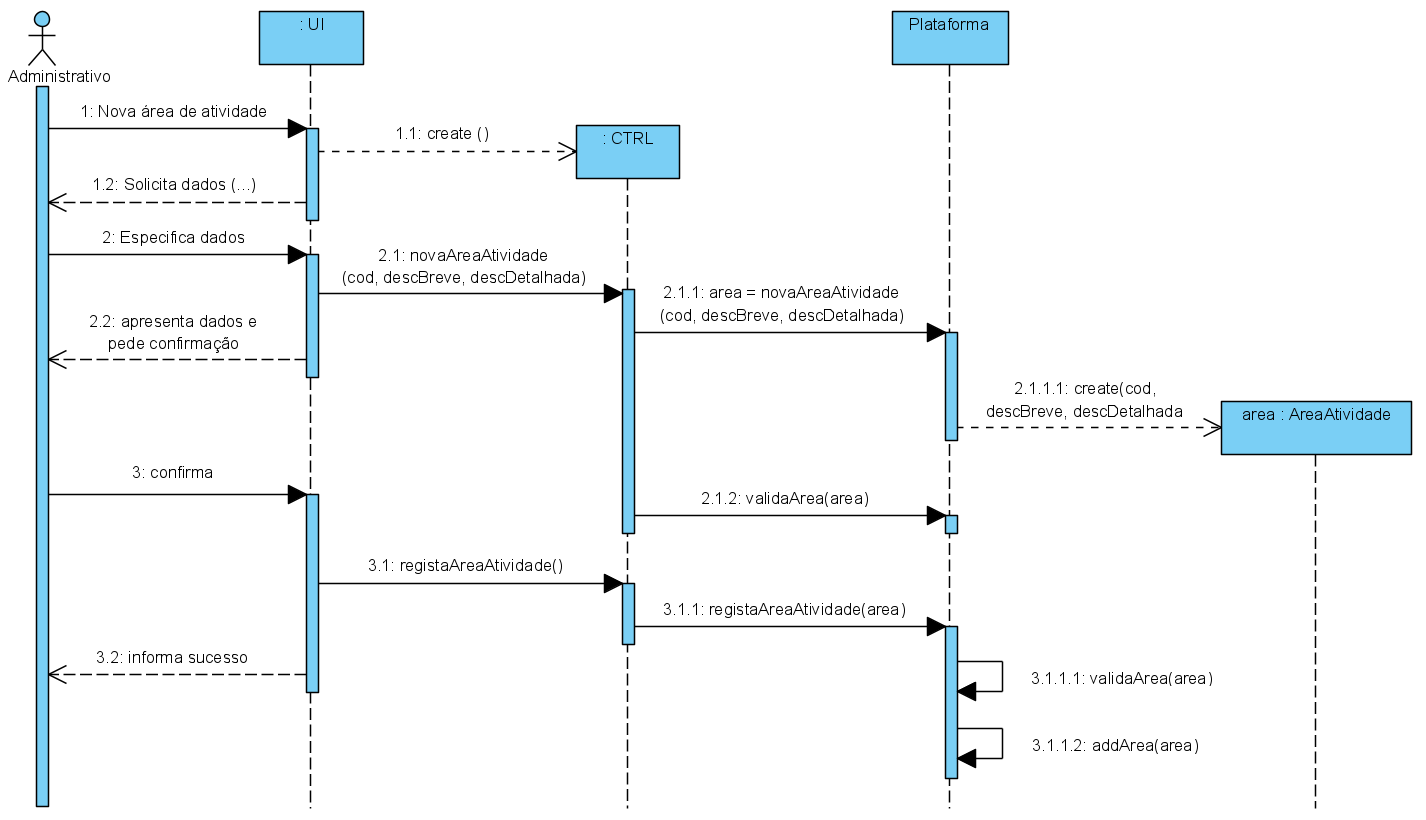 : UI
Plataforma
Administrativo
1: Nova área de atividade
1.1: create ()
: CTRL
1.2: Solicita dados (...)
2: Especifica dados
2.1: novaAreaAtividade
(cod, descBreve, descDetalhada)
2.1.1: area = novaAreaAtividade
(cod, descBreve, descDetalhada)
2.2: apresenta dados e
pede confirmação
2.1.1.1: create(cod,
descBreve, descDetalhada
area : AreaAtividade
3: confirma
2.1.2: validaArea(area)
3.1: registaAreaAtividade()
3.1.1: registaAreaAtividade(area)
3.2: informa sucesso
3.1.1.1: validaArea(area)
3.1.1.2: addArea(area)